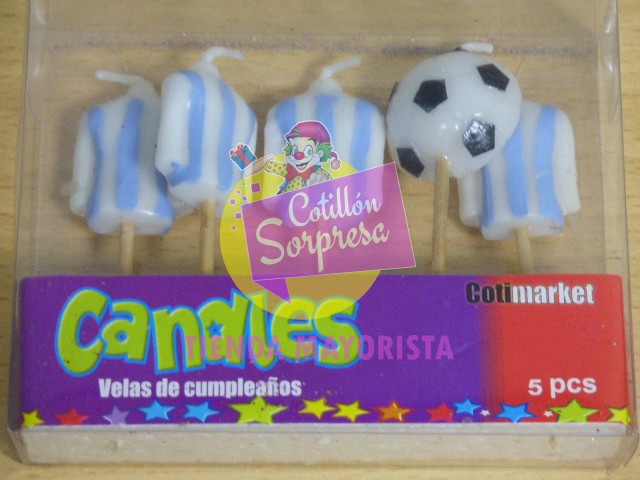 Cotillón
Sorpresa
Candles
Cotimarket
TIENDA MAYORISTA
Velas de cumpleaños
5 pcs